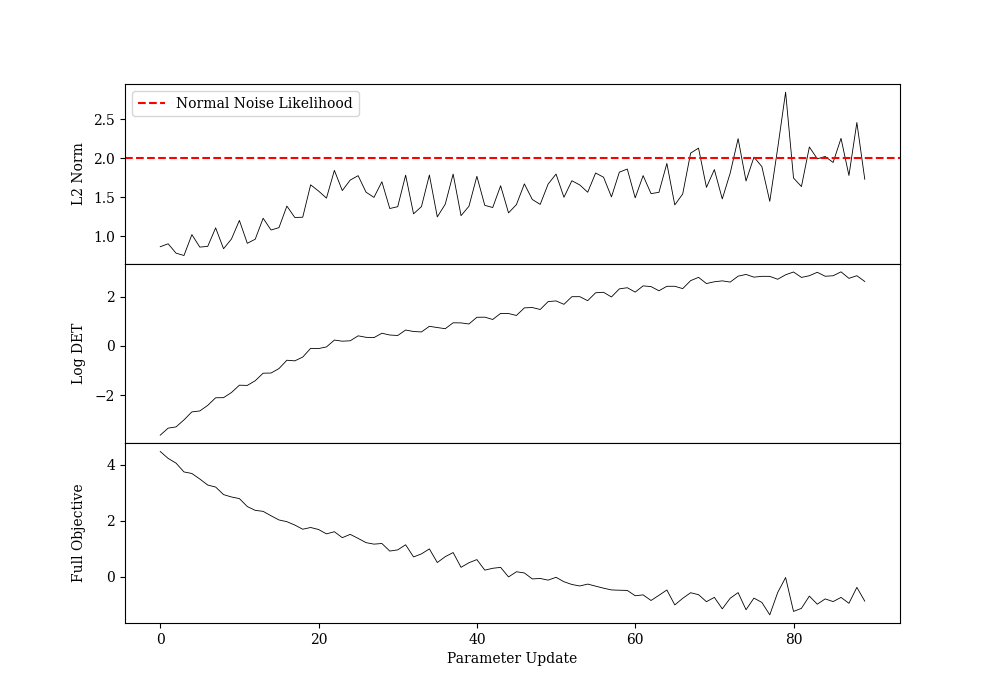 Normal Noise Likelihood
2.5
2.0
1.5
1.0
L2 Norm
2
0
−2
Log DET
4
2
0
Full Objective
0 20 40 60 80
Parameter Update